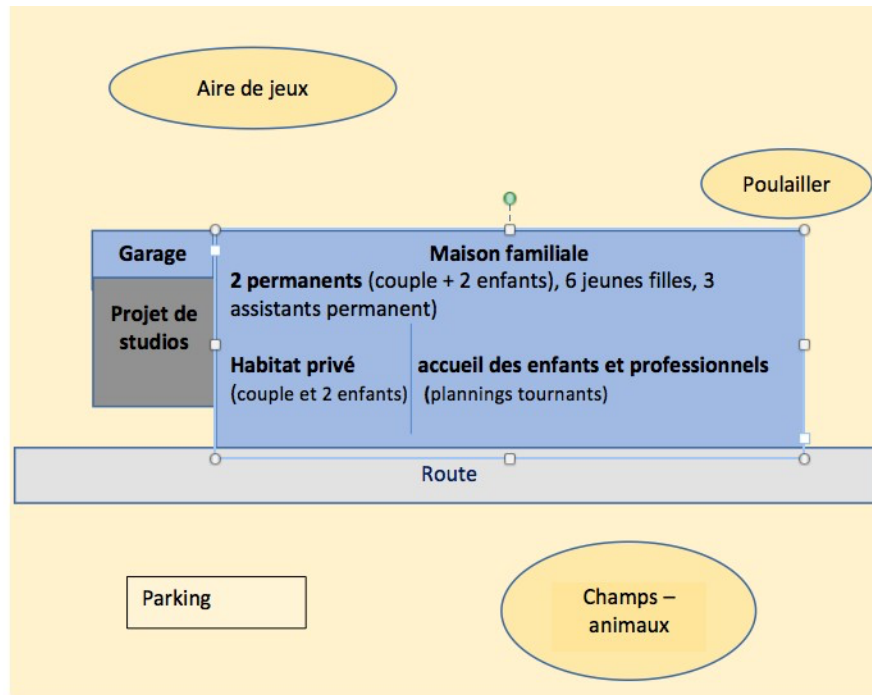 Aire de jeux
Poulailler
Garage
Projet de
studios
Maison familiale
2 permanents (couple + 2 enfants), 6 jeunes filles, 3
assistants permanent)
Habitat privé
(couple et 2 enfants)
accueil des enfants et professionnels
(plannings tournants)
Route
Parking
Champs –
animaux